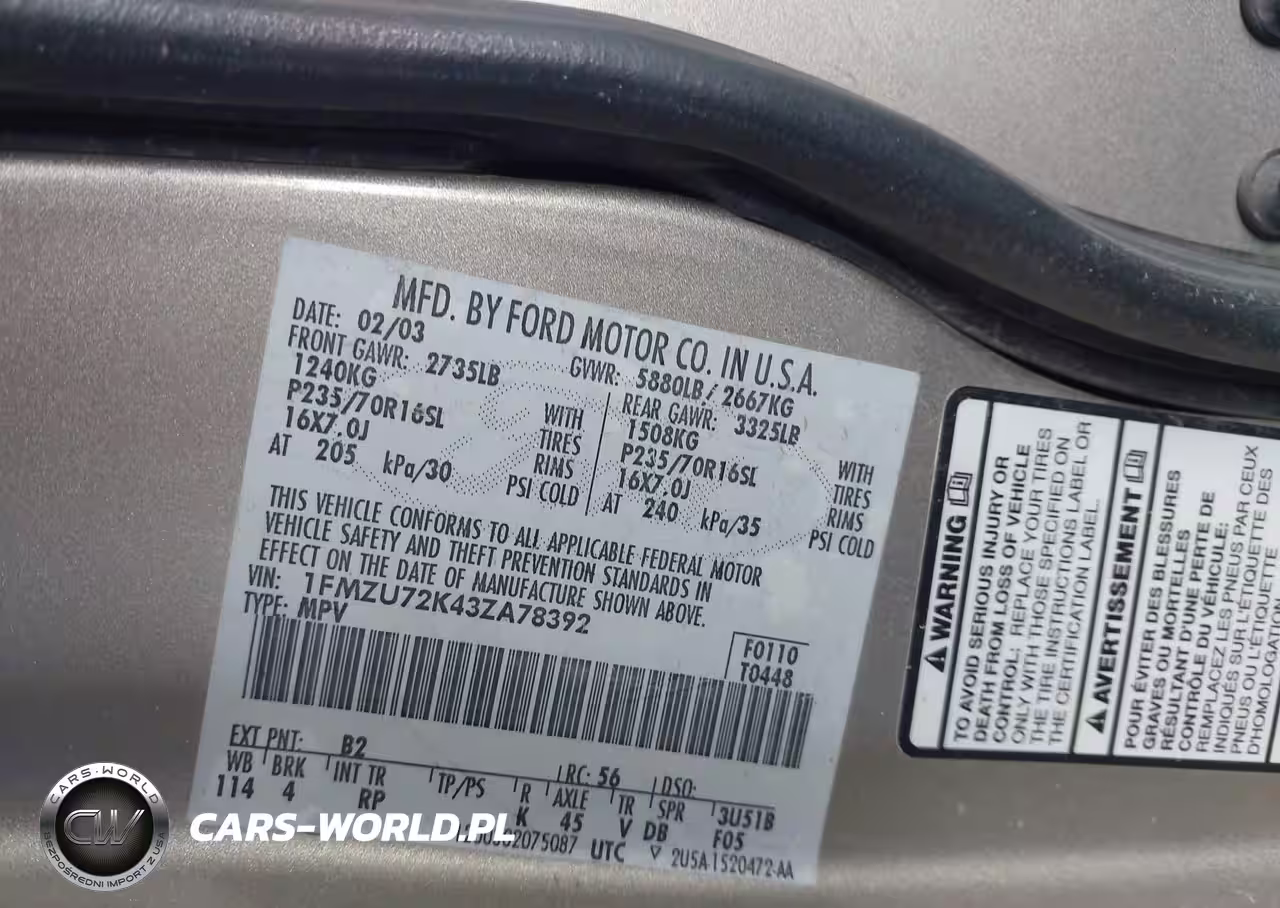 MFD. BY FORD MOTOR CO. IN U.S.A.
DATE: 02/03
GVWR: 5880LB / 2667KG
FRONT GAWR: 2735LB
1240KG
P235/70R16SL
WITH
TIRES
16X7.0J
RIMS
AT 205 kPa/30 PSI COLD
REAR GAWR: 3325LB
1508KG
WITH
P235/70R16SL
TIRES
16X7.0J
RIMS
AT 240 kPa/35 PSI COLD
THIS VEHICLE CONFORMS TO ALL APPLICABLE FEDERAL MOTOR
VEHICLE SAFETY AND THEFT PREVENTION STANDARDS IN
EFFECT ON THE DATE OF MANUFACTURE SHOWN ABOVE.
VIN: 1FMZU72K43ZA78392
TYPE: MPV
F0110
T0448
EXT PNT: B2
RC: 56
DSO:
WB BRK INT TR TP/PS R AXLE TR SPR 3U51B
114 4 RP K 45 V DB F05
UTC ▽ 2U5A1520472-AA
WARNING
TO AVOID SERIOUS INJURY OR
DEATH FROM LOSS OF VEHICLE
CONTROL: REPLACE YOUR TIRES
ONLY WITH THOSE SPECIFIED ON
THE TIRE INSTRUCTIONS LABEL OR
THE CERTIFICATION LABEL.
AVERTISSEMENT
POUR ÉVITER DES BLESSURES
GRAVES OU MORTELLES
RÉSULTANT D'UNE PERTE DE
CONTRÔLE DU VÉHICULE:
REMPLACEZ LES PNEUS PAR CEUX
INDIQUÉS SUR L'ÉTIQUETTE DES
PNEUS OU L'ÉTIQUETTE
D'HOMOLOGATION
CARS-WORLD
CW
BEZPOŚREDNI IMPORT Z USA
CARS-WORLD.PL